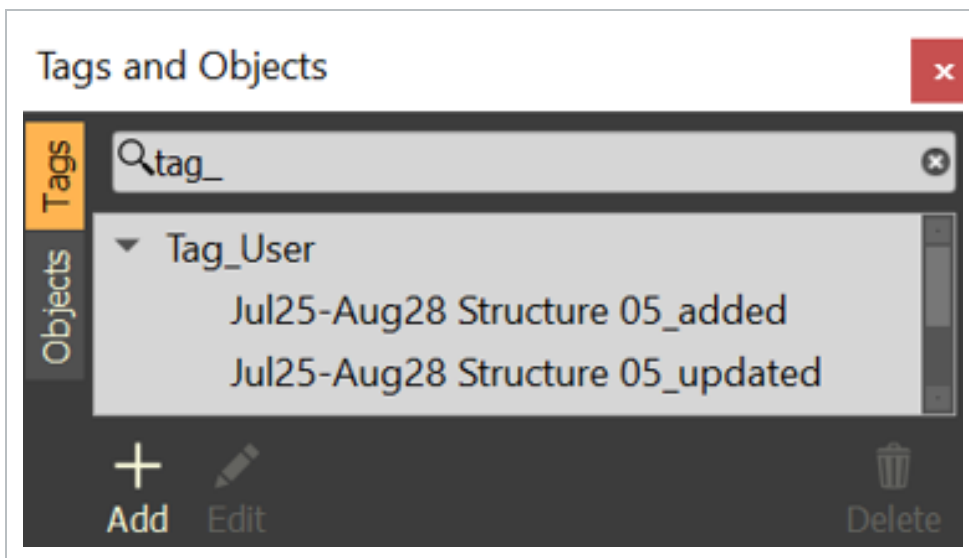 Tags and Objects
Tags
Objects
tag_
Tag_User
Jul25-Aug28 Structure 05_added
Jul25-Aug28 Structure 05_updated
Add
Edit
Delete